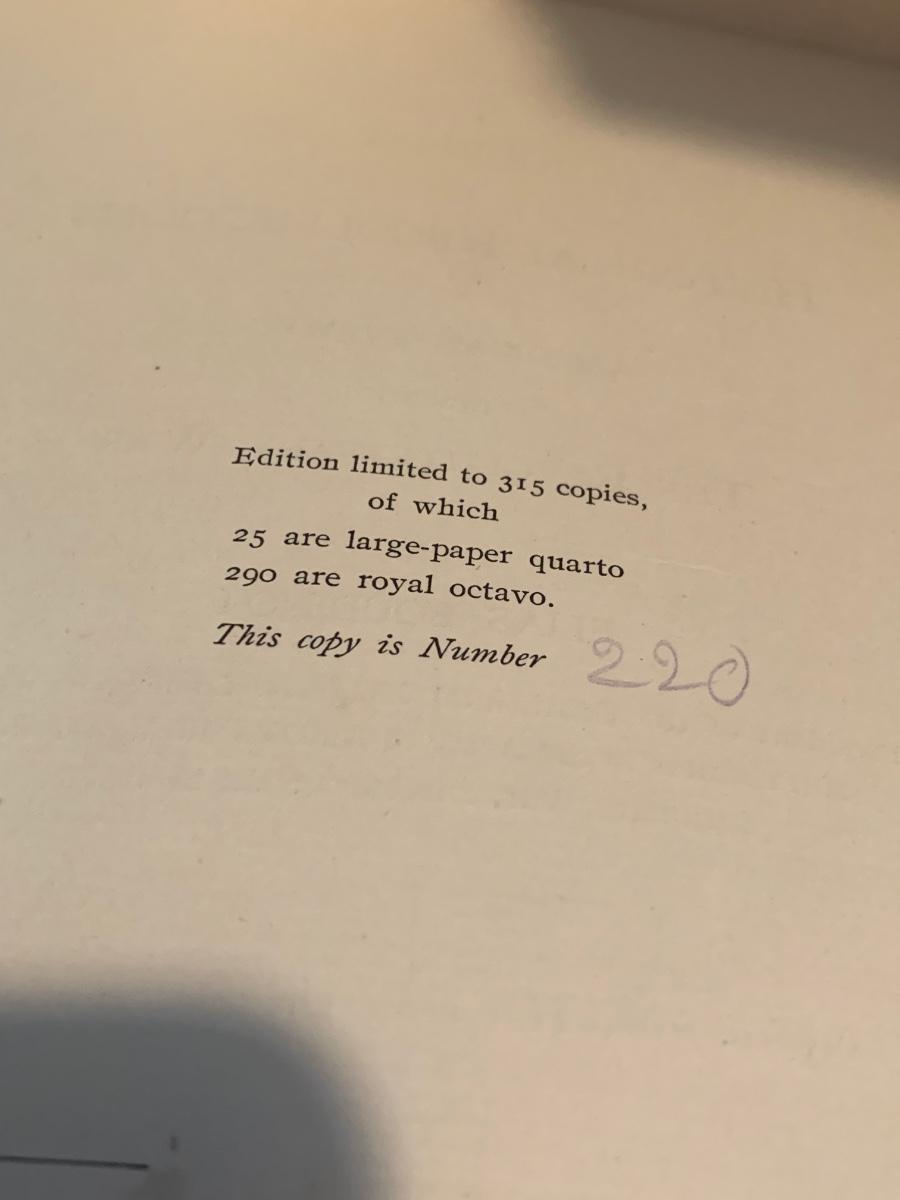 Edition limited to 315 copies,
of which
25 are large-paper quarto
290 are royal octavo.
This copy is Number 220